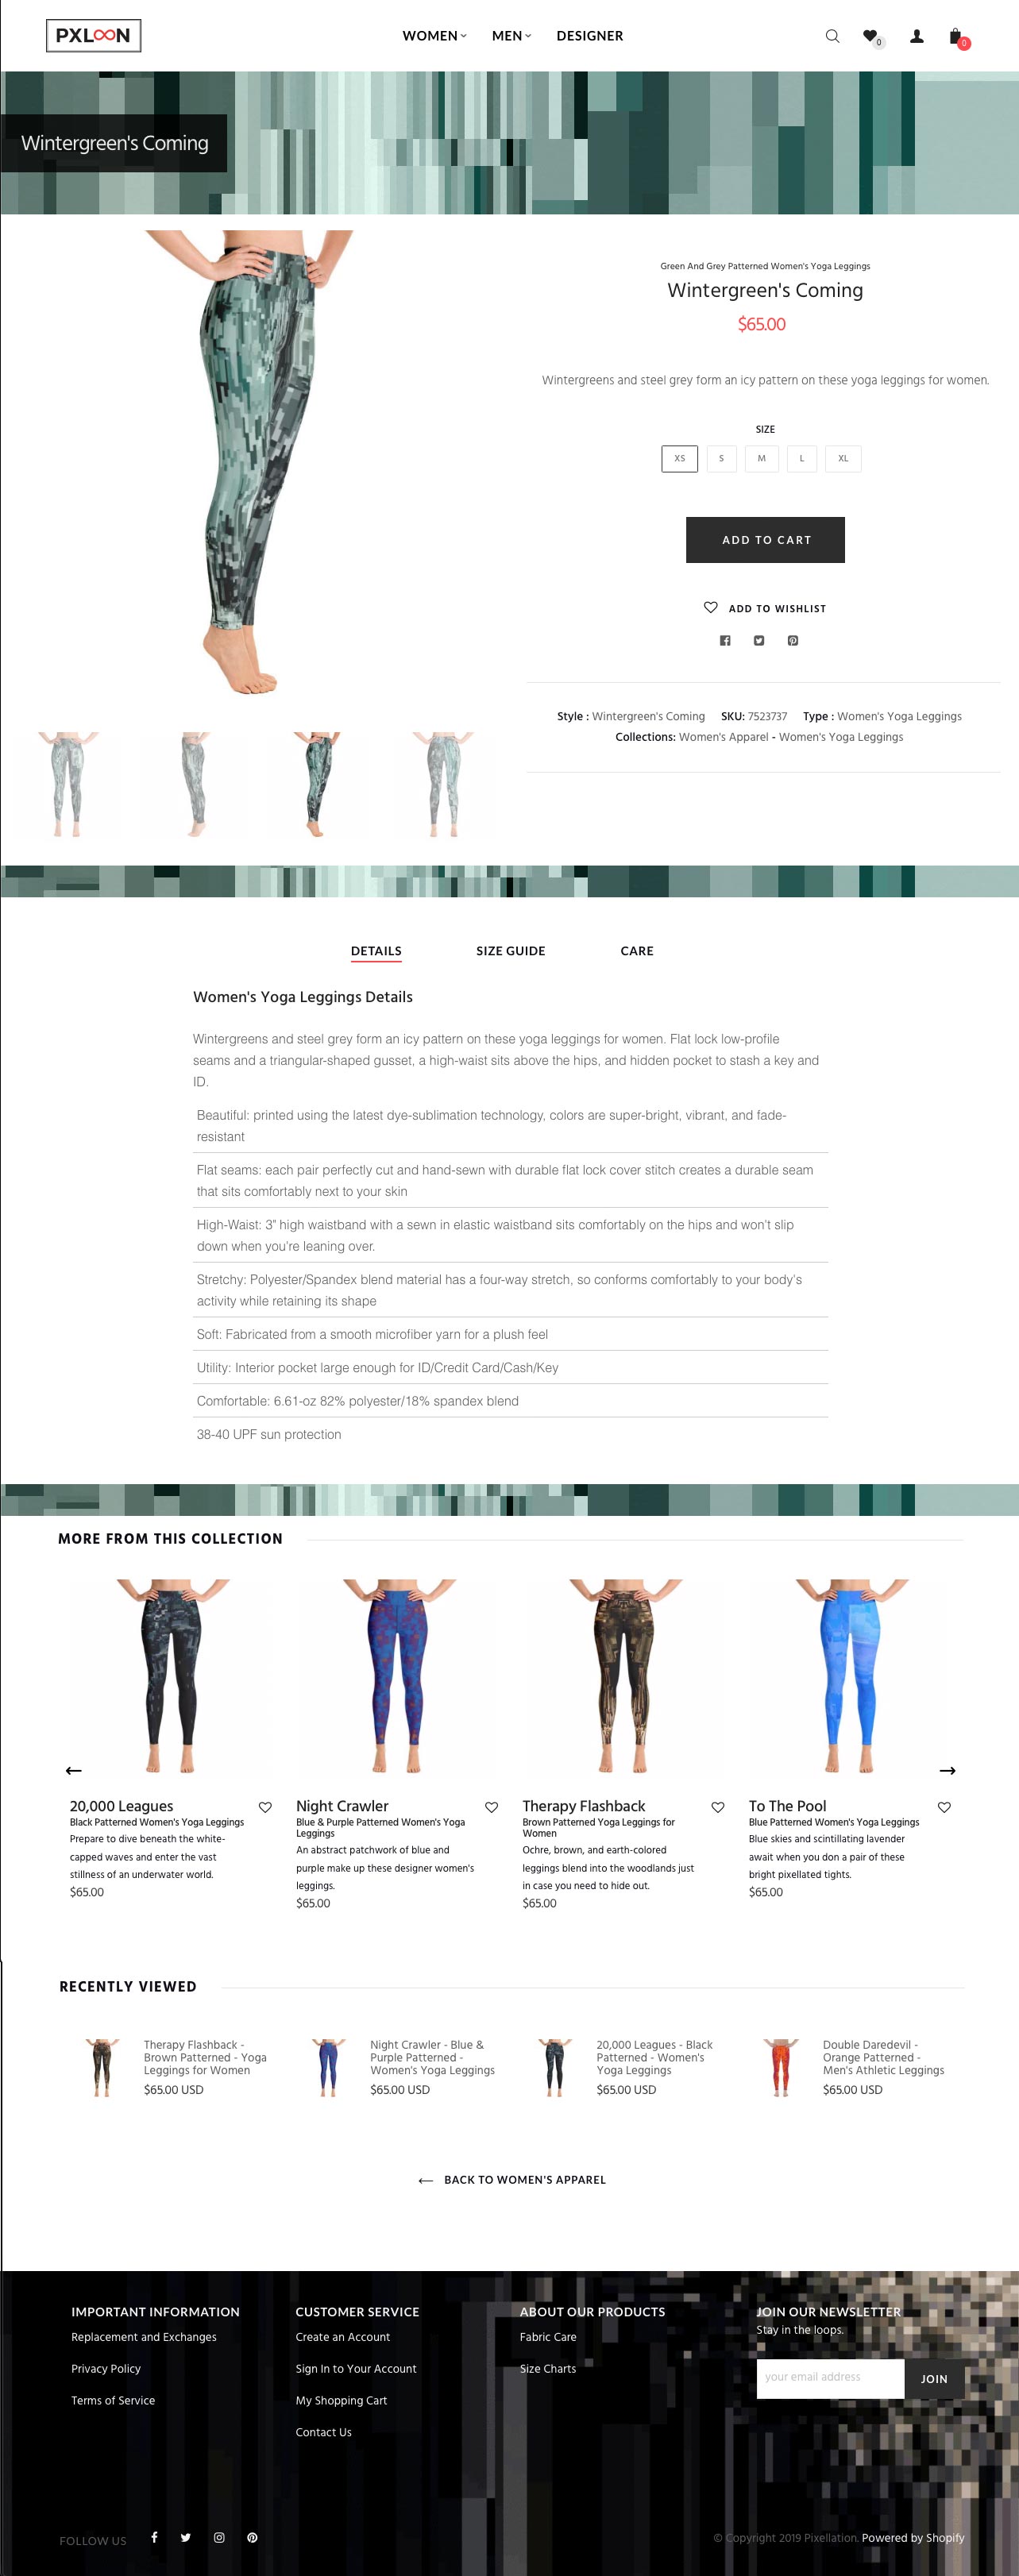 PXLOON
WOMEN MEN DESIGNER
0
0
Wintergreen's Coming
Green And Grey Patterned Women's Yoga Leggings
Wintergreen's Coming
$65.00
Wintergreens and steel grey form an icy pattern on these yoga leggings for women.
SIZE
XS S M L XL
ADD TO CART
ADD TO WISHLIST
Style : Wintergreen's Coming SKU: 7523737 Type : Women's Yoga Leggings
Collections: Women's Apparel - Women's Yoga Leggings
DETAILS SIZE GUIDE CARE
Women's Yoga Leggings Details
Wintergreens and steel grey form an icy pattern on these yoga leggings for women. Flat lock low-profile
seams and a triangular-shaped gusset, a high-waist sits above the hips, and hidden pocket to stash a key and
ID.
Beautiful: printed using the latest dye-sublimation technology, colors are super-bright, vibrant, and fade-
resistant
Flat seams: each pair perfectly cut and hand-sewn with durable flat lock cover stitch creates a durable seam
that sits comfortably next to your skin
High-Waist: 3" high waistband with a sewn in elastic waistband sits comfortably on the hips and won't slip
down when you're leaning over.
Stretchy: Polyester/Spandex blend material has a four-way stretch, so conforms comfortably to your body's
activity while retaining its shape
Soft: Fabricated from a smooth microfiber yarn for a plush feel
Utility: Interior pocket large enough for ID/Credit Card/Cash/Key
Comfortable: 6.61-oz 82% polyester/18% spandex blend
38-40 UPF sun protection
MORE FROM THIS COLLECTION
20,000 Leagues
Black Patterned Women's Yoga Leggings
Prepare to dive beneath the white-
capped waves and enter the vast
stillness of an underwater world.
$65.00
Night Crawler
Blue & Purple Patterned Women's Yoga
Leggings
An abstract patchwork of blue and
purple make up these designer women's
leggings.
$65.00
Therapy Flashback
Brown Patterned Yoga Leggings for
Women
Ochre, brown, and earth-colored
leggings blend into the woodlands just
in case you need to hide out.
$65.00
To The Pool
Blue Patterned Women's Yoga Leggings
Blue skies and scintillating lavender
await when you don a pair of these
bright pixellated tights.
$65.00
RECENTLY VIEWED
Therapy Flashback -
Brown Patterned - Yoga
Leggings for Women
$65.00 USD
Night Crawler - Blue &
Purple Patterned -
Women's Yoga Leggings
$65.00 USD
20,000 Leagues - Black
Patterned - Women's
Yoga Leggings
$65.00 USD
Double Daredevil -
Orange Patterned -
Men's Athletic Leggings
$65.00 USD
BACK TO WOMEN'S APPAREL
IMPORTANT INFORMATION
Replacement and Exchanges
Privacy Policy
Terms of Service
CUSTOMER SERVICE
Create an Account
Sign In to Your Account
My Shopping Cart
Contact Us
ABOUT OUR PRODUCTS
Fabric Care
Size Charts
JOIN OUR NEWSLETTER
Stay in the loops.
your email address
JOIN
FOLLOW US
© Copyright 2019 Pixellation. Powered by Shopify